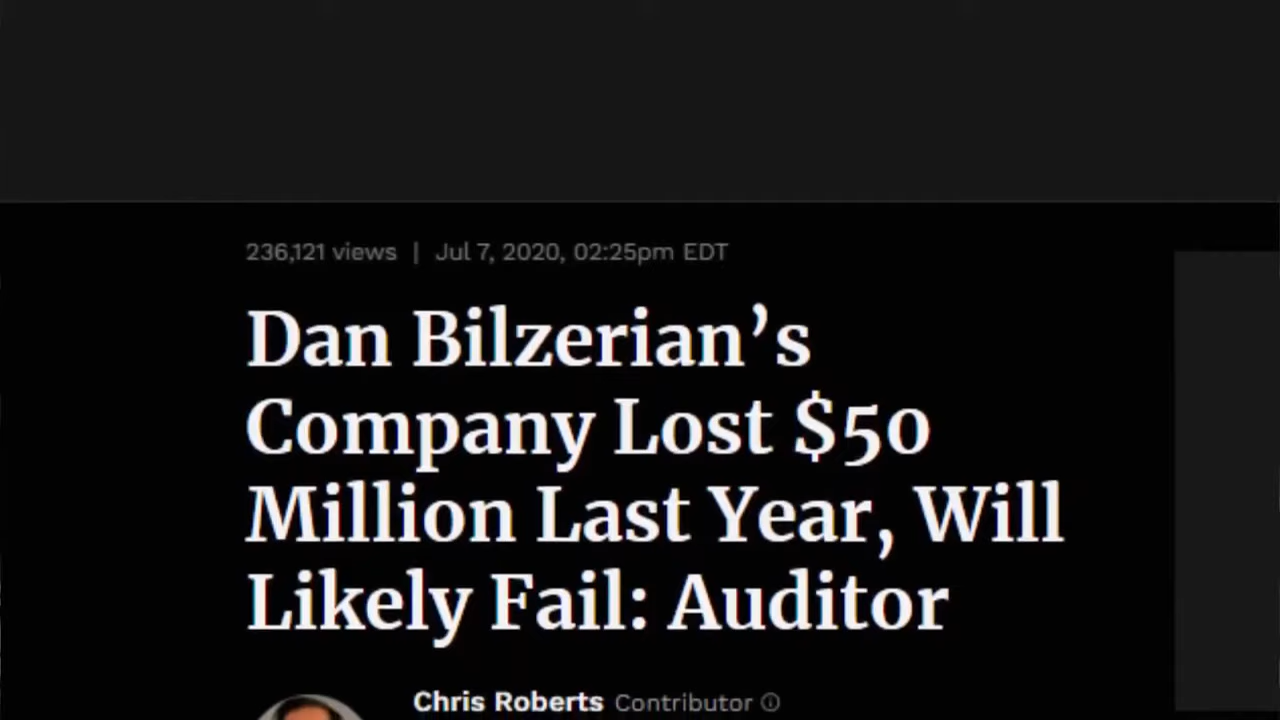 236,121 views | Jul 7, 2020, 02:25pm EDT
Dan Bilzerian’s
Company Lost $50
Million Last Year, Will
Likely Fail: Auditor
Chris Roberts Contributor ⓘ